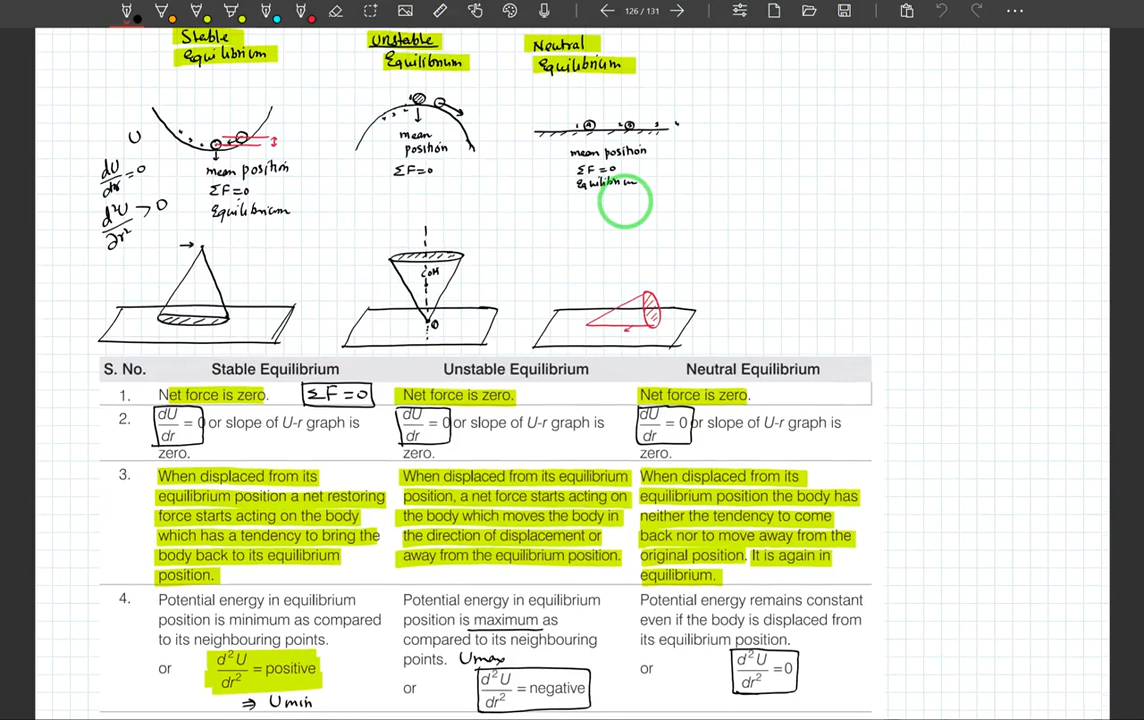 126 / 131
Stable
Equilibrium
Unstable
Equilibrium
Neutral
Equilibrium
U
dU/dr = 0
d²U/∂r² > 0
mean position
ΣF=0
Equilibrium
mean
position
ΣF=0
mean position
ΣF=0
Equilibrium
COM
S. No. Stable Equilibrium Unstable Equilibrium Neutral Equilibrium
1. Net force is zero. ΣF=0 Net force is zero. Net force is zero.
2. dU/dr = 0 or slope of U-r graph is
zero.
dU/dr = 0 or slope of U-r graph is
zero.
dU/dr = 0 or slope of U-r graph is
zero.
3. When displaced from its
equilibrium position a net restoring
force starts acting on the body
which has a tendency to bring the
body back to its equilibrium
position.
When displaced from its equilibrium
position, a net force starts acting on
the body which moves the body in
the direction of displacement or
away from the equilibrium position.
When displaced from its
equilibrium position the body has
neither the tendency to come
back nor to move away from the
original position. It is again in
equilibrium.
4. Potential energy in equilibrium
position is minimum as compared
to its neighbouring points.
or d²U/dr² = positive
⇒ Umin
Potential energy in equilibrium
position is maximum as
compared to its neighbouring
points. Umax
or d²U/dr² = negative
Potential energy remains constant
even if the body is displaced from
its equilibrium position.
or d²U/dr² = 0